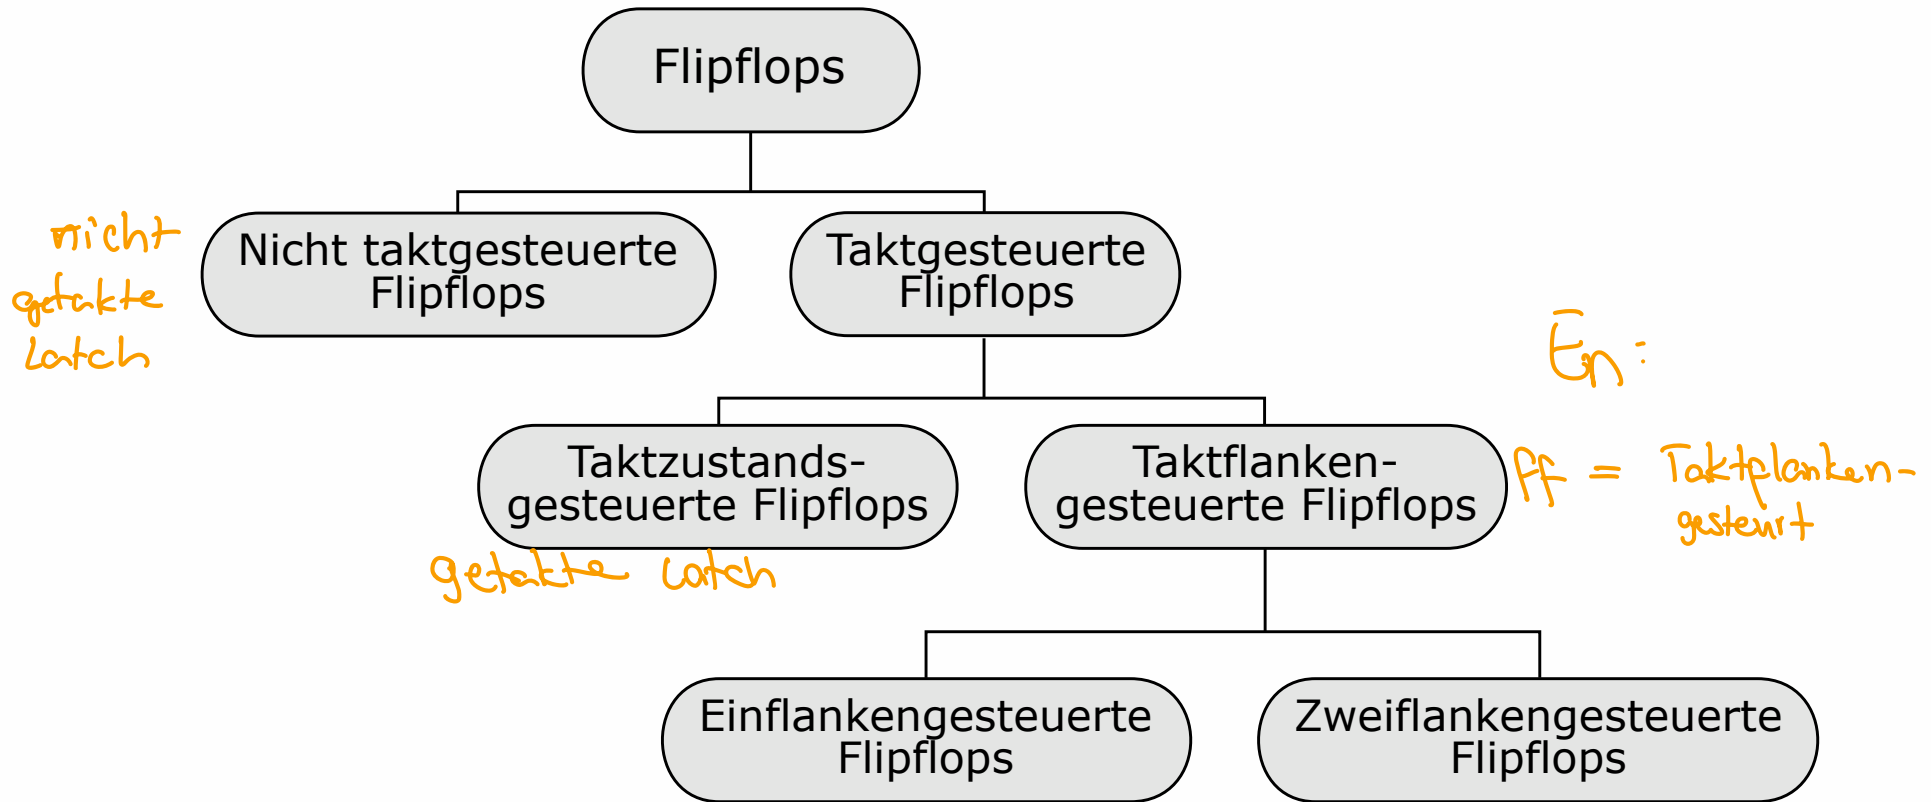 Flipflops
nicht
getakte
Latch
Nicht taktgesteuerte
Flipflops
Taktgesteuerte
Flipflops
En:
Taktzustands-
gesteuerte Flipflops
getakte Latch
Taktflanken-
gesteuerte Flipflops
ff = Taktflanken-
gesteurt
Einflankengesteuerte
Flipflops
Zweiflankengesteuerte
Flipflops